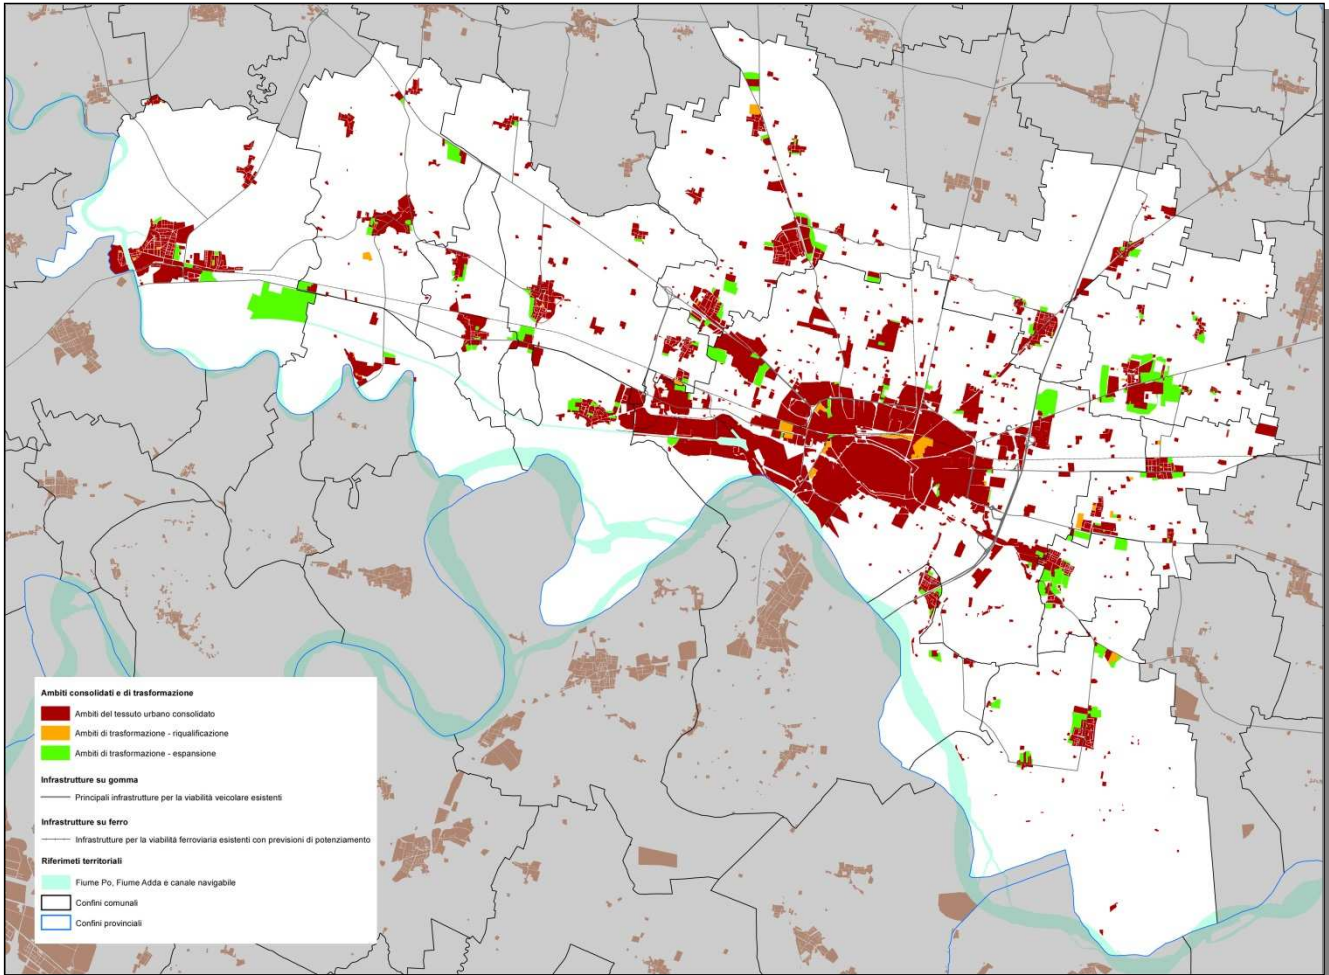 Ambiti consolidati e di trasformazione
Ambiti del tessuto urbano consolidato
Ambiti di trasformazione - riqualificazione
Ambiti di trasformazione - espansione
Infrastrutture su gomma
Principali infrastrutture per la viabilità veicolare esistenti
Infrastrutture su ferro
Infrastrutture per la viabilità ferroviaria esistenti con previsioni di potenziamento
Riferimeti territoriali
Fiume Po, Fiume Adda e canale navigabile
Confini comunali
Confini provinciali